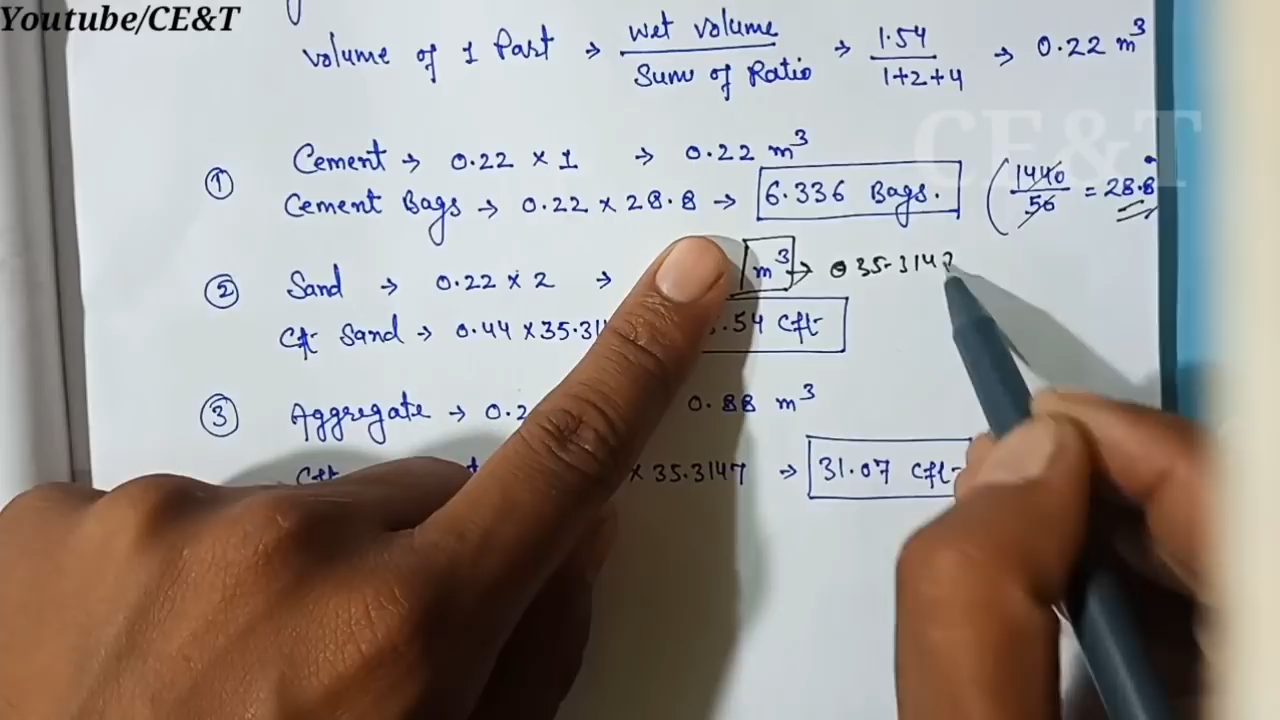 Youtube/CE&T
Volume of 1 Part → Wet Volume / Sum of Ratio → 1.54 / 1+2+4 → 0.22 m³
CE&T
① Cement → 0.22 × 1 → 0.22 m³
Cement Bags → 0.22 × 28.8 → 6.336 Bags. (1440/50 = 28.8
② Sand → 0.22 × 2 → m³ → 35.314
Cft Sand → 0.44 × 35.31 .54 Cft
③ Aggregate → 0.2 0.88 m³
Cft × 35.3147 → 31.07 Cft